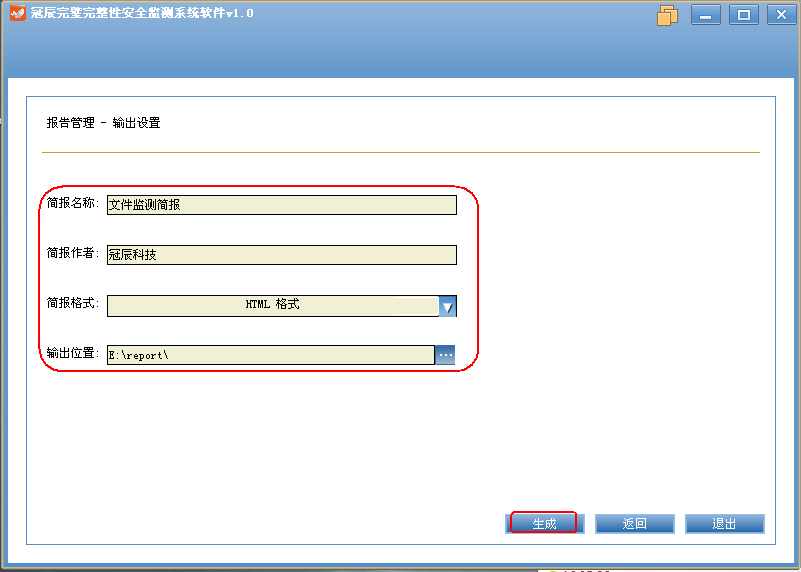 冠辰完璧完整性安全监测系统软件v1.0
报告管理 - 输出设置
简报名称: 文件监测简报
简报作者: 冠辰科技
简报格式: HTML 格式
输出位置: E:\report\ ...
生成 返回 退出